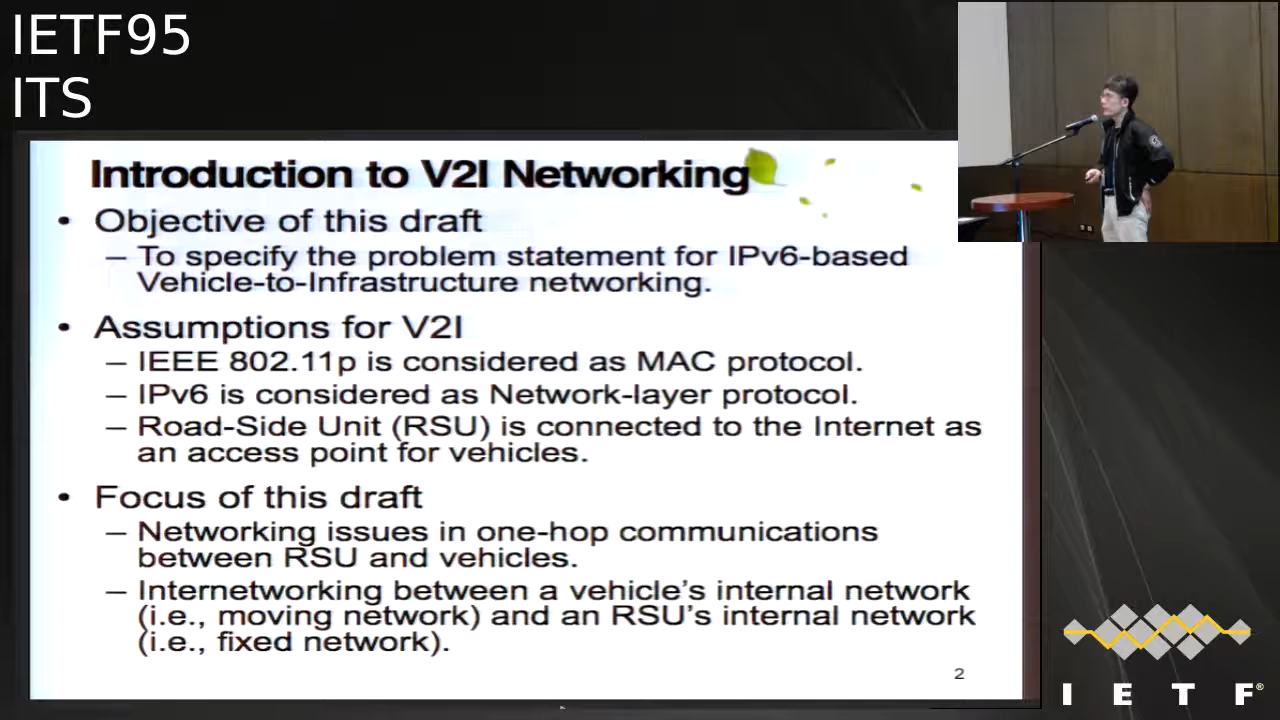 IETF95
ITS
Introduction to V2I Networking
• Objective of this draft
– To specify the problem statement for IPv6-based
Vehicle-to-Infrastructure networking.
• Assumptions for V2I
– IEEE 802.11p is considered as MAC protocol.
– IPv6 is considered as Network-layer protocol.
– Road-Side Unit (RSU) is connected to the Internet as
an access point for vehicles.
• Focus of this draft
– Networking issues in one-hop communications
between RSU and vehicles.
– Internetworking between a vehicle’s internal network
(i.e., moving network) and an RSU’s internal network
(i.e., fixed network).
2
I E T F®